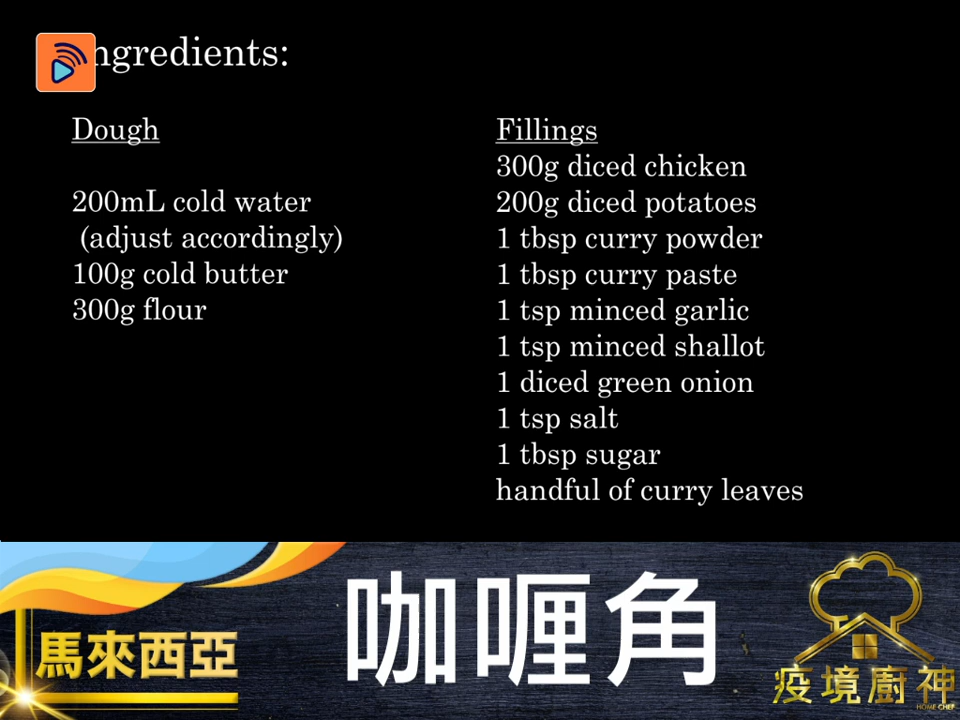 ngredients:
Dough
200mL cold water
(adjust accordingly)
100g cold butter
300g flour
Fillings
300g diced chicken
200g diced potatoes
1 tbsp curry powder
1 tbsp curry paste
1 tsp minced garlic
1 tsp minced shallot
1 diced green onion
1 tsp salt
1 tbsp sugar
handful of curry leaves
馬來西亞
咖喱角
疫境廚神
HOME CHEF